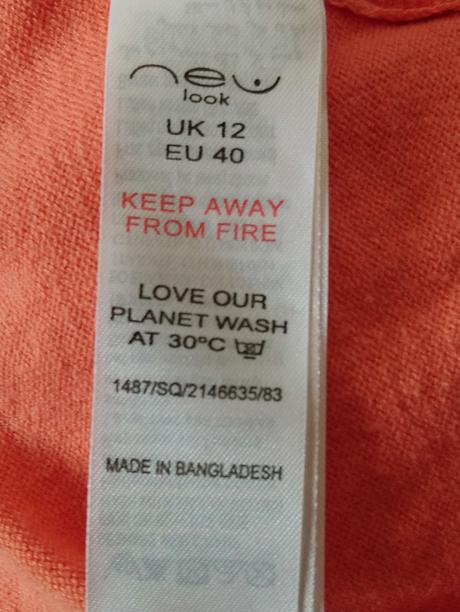 new
look
UK 12
EU 40
KEEP AWAY
FROM FIRE
LOVE OUR
PLANET WASH
AT 30°C
1487/SQ/2146635/83
MADE IN BANGLADESH